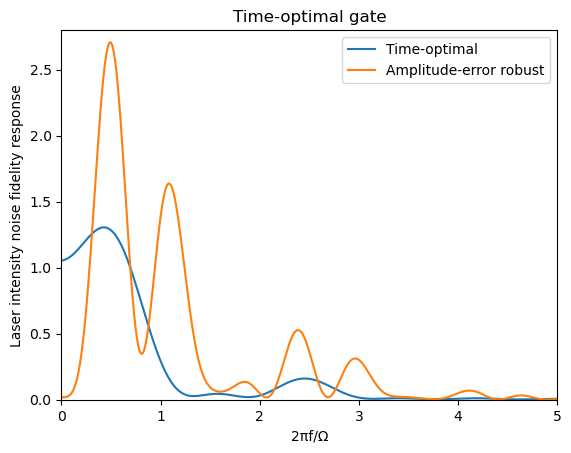 Time-optimal gate
Time-optimal
Amplitude-error robust
Laser intensity noise fidelity response
2.5
2.0
1.5
1.0
0.5
0.0
0 1 2 3 4 5
2πf/Ω